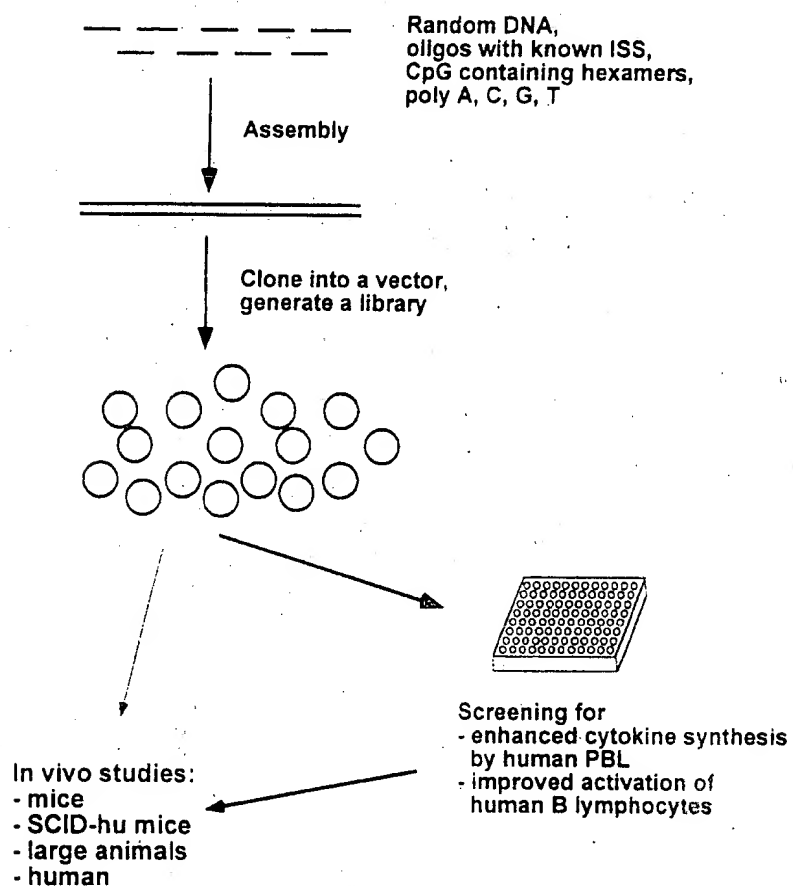 Random DNA,
oligos with known ISS,
CpG containing hexamers,
poly A, C, G, T
Assembly
Clone into a vector,
generate a library
Screening for
- enhanced cytokine synthesis
by human PBL
- improved activation of
human B lymphocytes
In vivo studies:
- mice
- SCID-hu mice
- large animals
- human